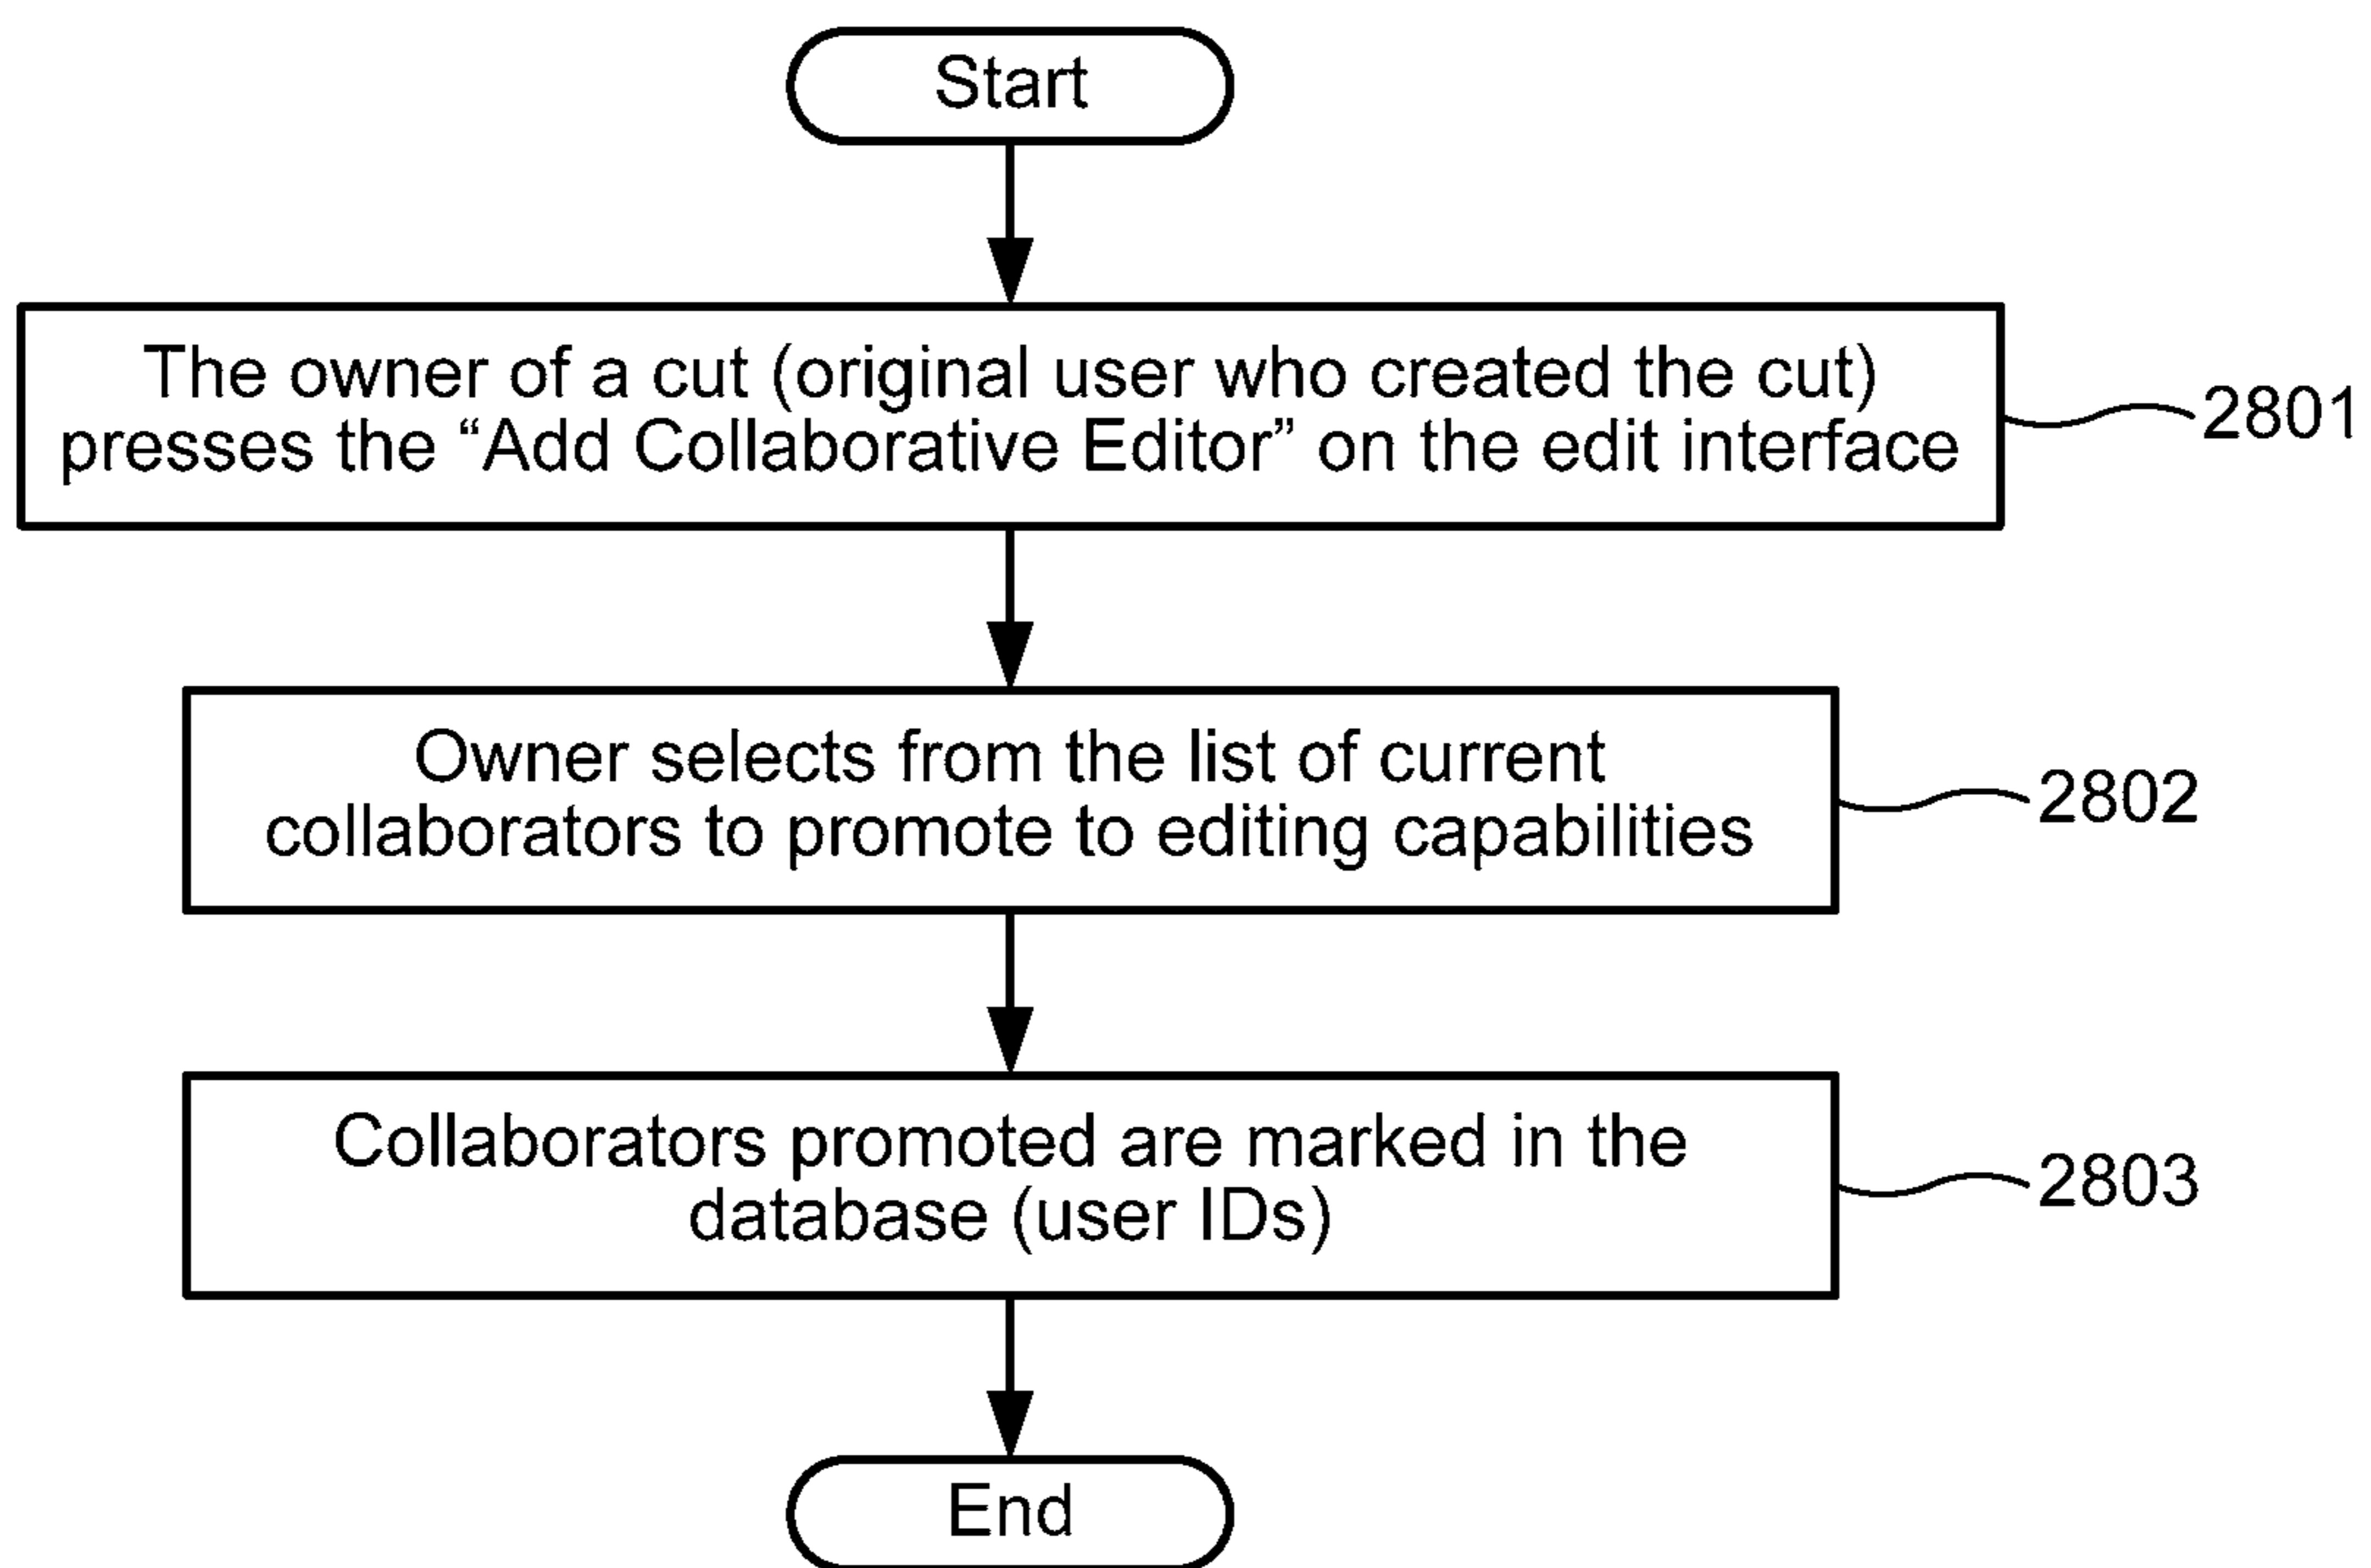 Start
The owner of a cut (original user who created the cut)
presses the “Add Collaborative Editor” on the edit interface
2801
Owner selects from the list of current
collaborators to promote to editing capabilities
2802
Collaborators promoted are marked in the
database (user IDs)
2803
End